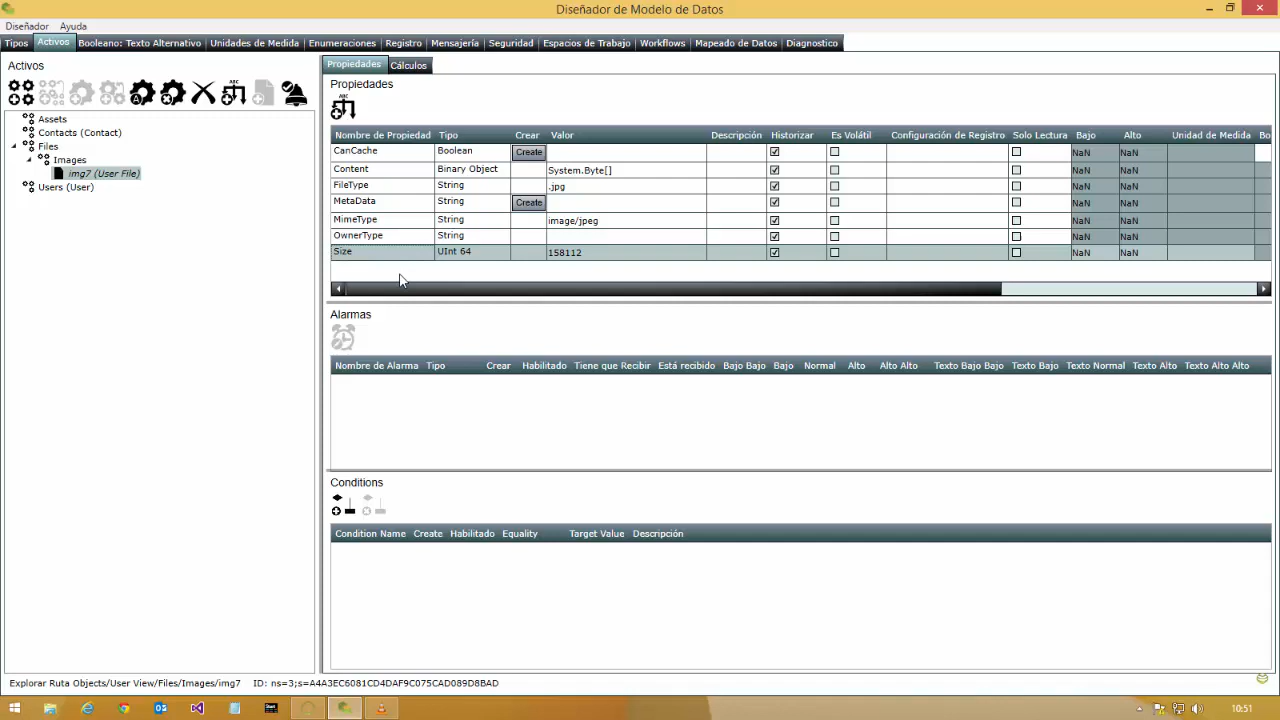 Diseñador de Modelo de Datos
Diseñador Ayuda
Tipos Activos Booleano: Texto Alternativo Unidades de Medida Enumeraciones Registro Mensajería Seguridad Espacios de Trabajo Workflows Mapeado de Datos Diagnostico
Activos
Assets
Contacts (Contact)
Files
Images
img7 (User File)
Users (User)
Propiedades Cálculos
Propiedades
Nombre de Propiedad Tipo Crear Valor Descripción Historizar Es Volátil Configuración de Registro Solo Lectura Bajo Alto Unidad de Medida Bo
CanCache Boolean Create NaN NaN
Content Binary Object System.Byte[] NaN NaN
FileType String .jpg NaN NaN
MetaData String Create NaN NaN
MimeType String image/jpeg NaN NaN
OwnerType String NaN NaN
Size UInt 64 158112 NaN NaN
Alarmas
Nombre de Alarma Tipo Crear Habilitado Tiene que Recibir Está recibido Bajo Bajo Bajo Normal Alto Alto Alto Texto Bajo Bajo Texto Bajo Texto Normal Texto Alto Texto Alto Alto
Conditions
Condition Name Create Habilitado Equality Target Value Descripción
Explorar Ruta Objects/User View/Files/Images/img7 ID: ns=3;s=A4A3EC6081CD4DAF9C075CAD089D8BAD
10:51